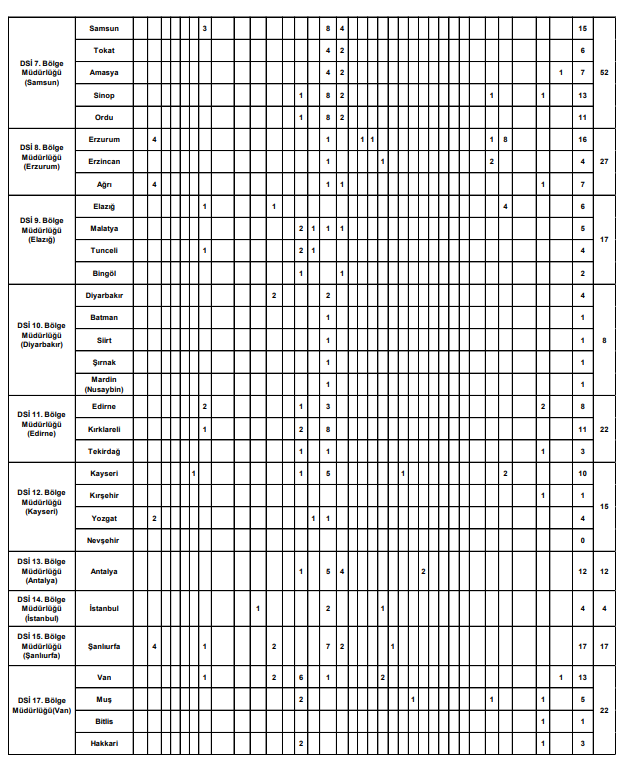 Samsun 3 8 4 15
Tokat 4 2 6
DSİ 7. Bölge
Müdürlüğü
(Samsun)
Amasya 4 2 1 7 52
Sinop 1 8 2 1 1 13
Ordu 1 8 2 11
Erzurum 4 1 1 1 1 8 16
DSİ 8. Bölge
Müdürlüğü
(Erzurum)
Erzincan 1 1 2 4 27
Ağrı 4 1 1 1 7
Elazığ 1 1 4 6
DSİ 9. Bölge
Müdürlüğü
(Elazığ)
Malatya 2 1 1 1 5
17
Tunceli 1 2 1 4
Bingöl 1 1 2
Diyarbakır 2 2 4
Batman 1 1
DSİ 10. Bölge
Müdürlüğü
(Diyarbakır)
Siirt 1 1 8
Şırnak 1 1
Mardin
(Nusaybin) 1 1
Edirne 2 1 3 2 8
DSİ 11. Bölge
Müdürlüğü
(Edirne)
Kırklareli 1 2 8 11 22
Tekirdağ 1 1 1 3
Kayseri 1 1 5 1 2 10
DSİ 12. Bölge
Müdürlüğü
(Kayseri)
Kırşehir 1 1
15
Yozgat 2 1 1 4
Nevşehir 0
DSİ 13. Bölge
Müdürlüğü
(Antalya)
Antalya 1 5 4 2 12 12
DSİ 14. Bölge
Müdürlüğü
(İstanbul)
İstanbul 1 2 1 4 4
DSİ 15. Bölge
Müdürlüğü
(Şanlıurfa)
Şanlıurfa 4 1 2 7 2 1 17 17
Van 1 2 6 1 2 1 13
DSİ 17. Bölge
Müdürlüğü(Van)
Muş 2 1 1 1 5
22
Bitlis 1 1
Hakkari 2 1 3